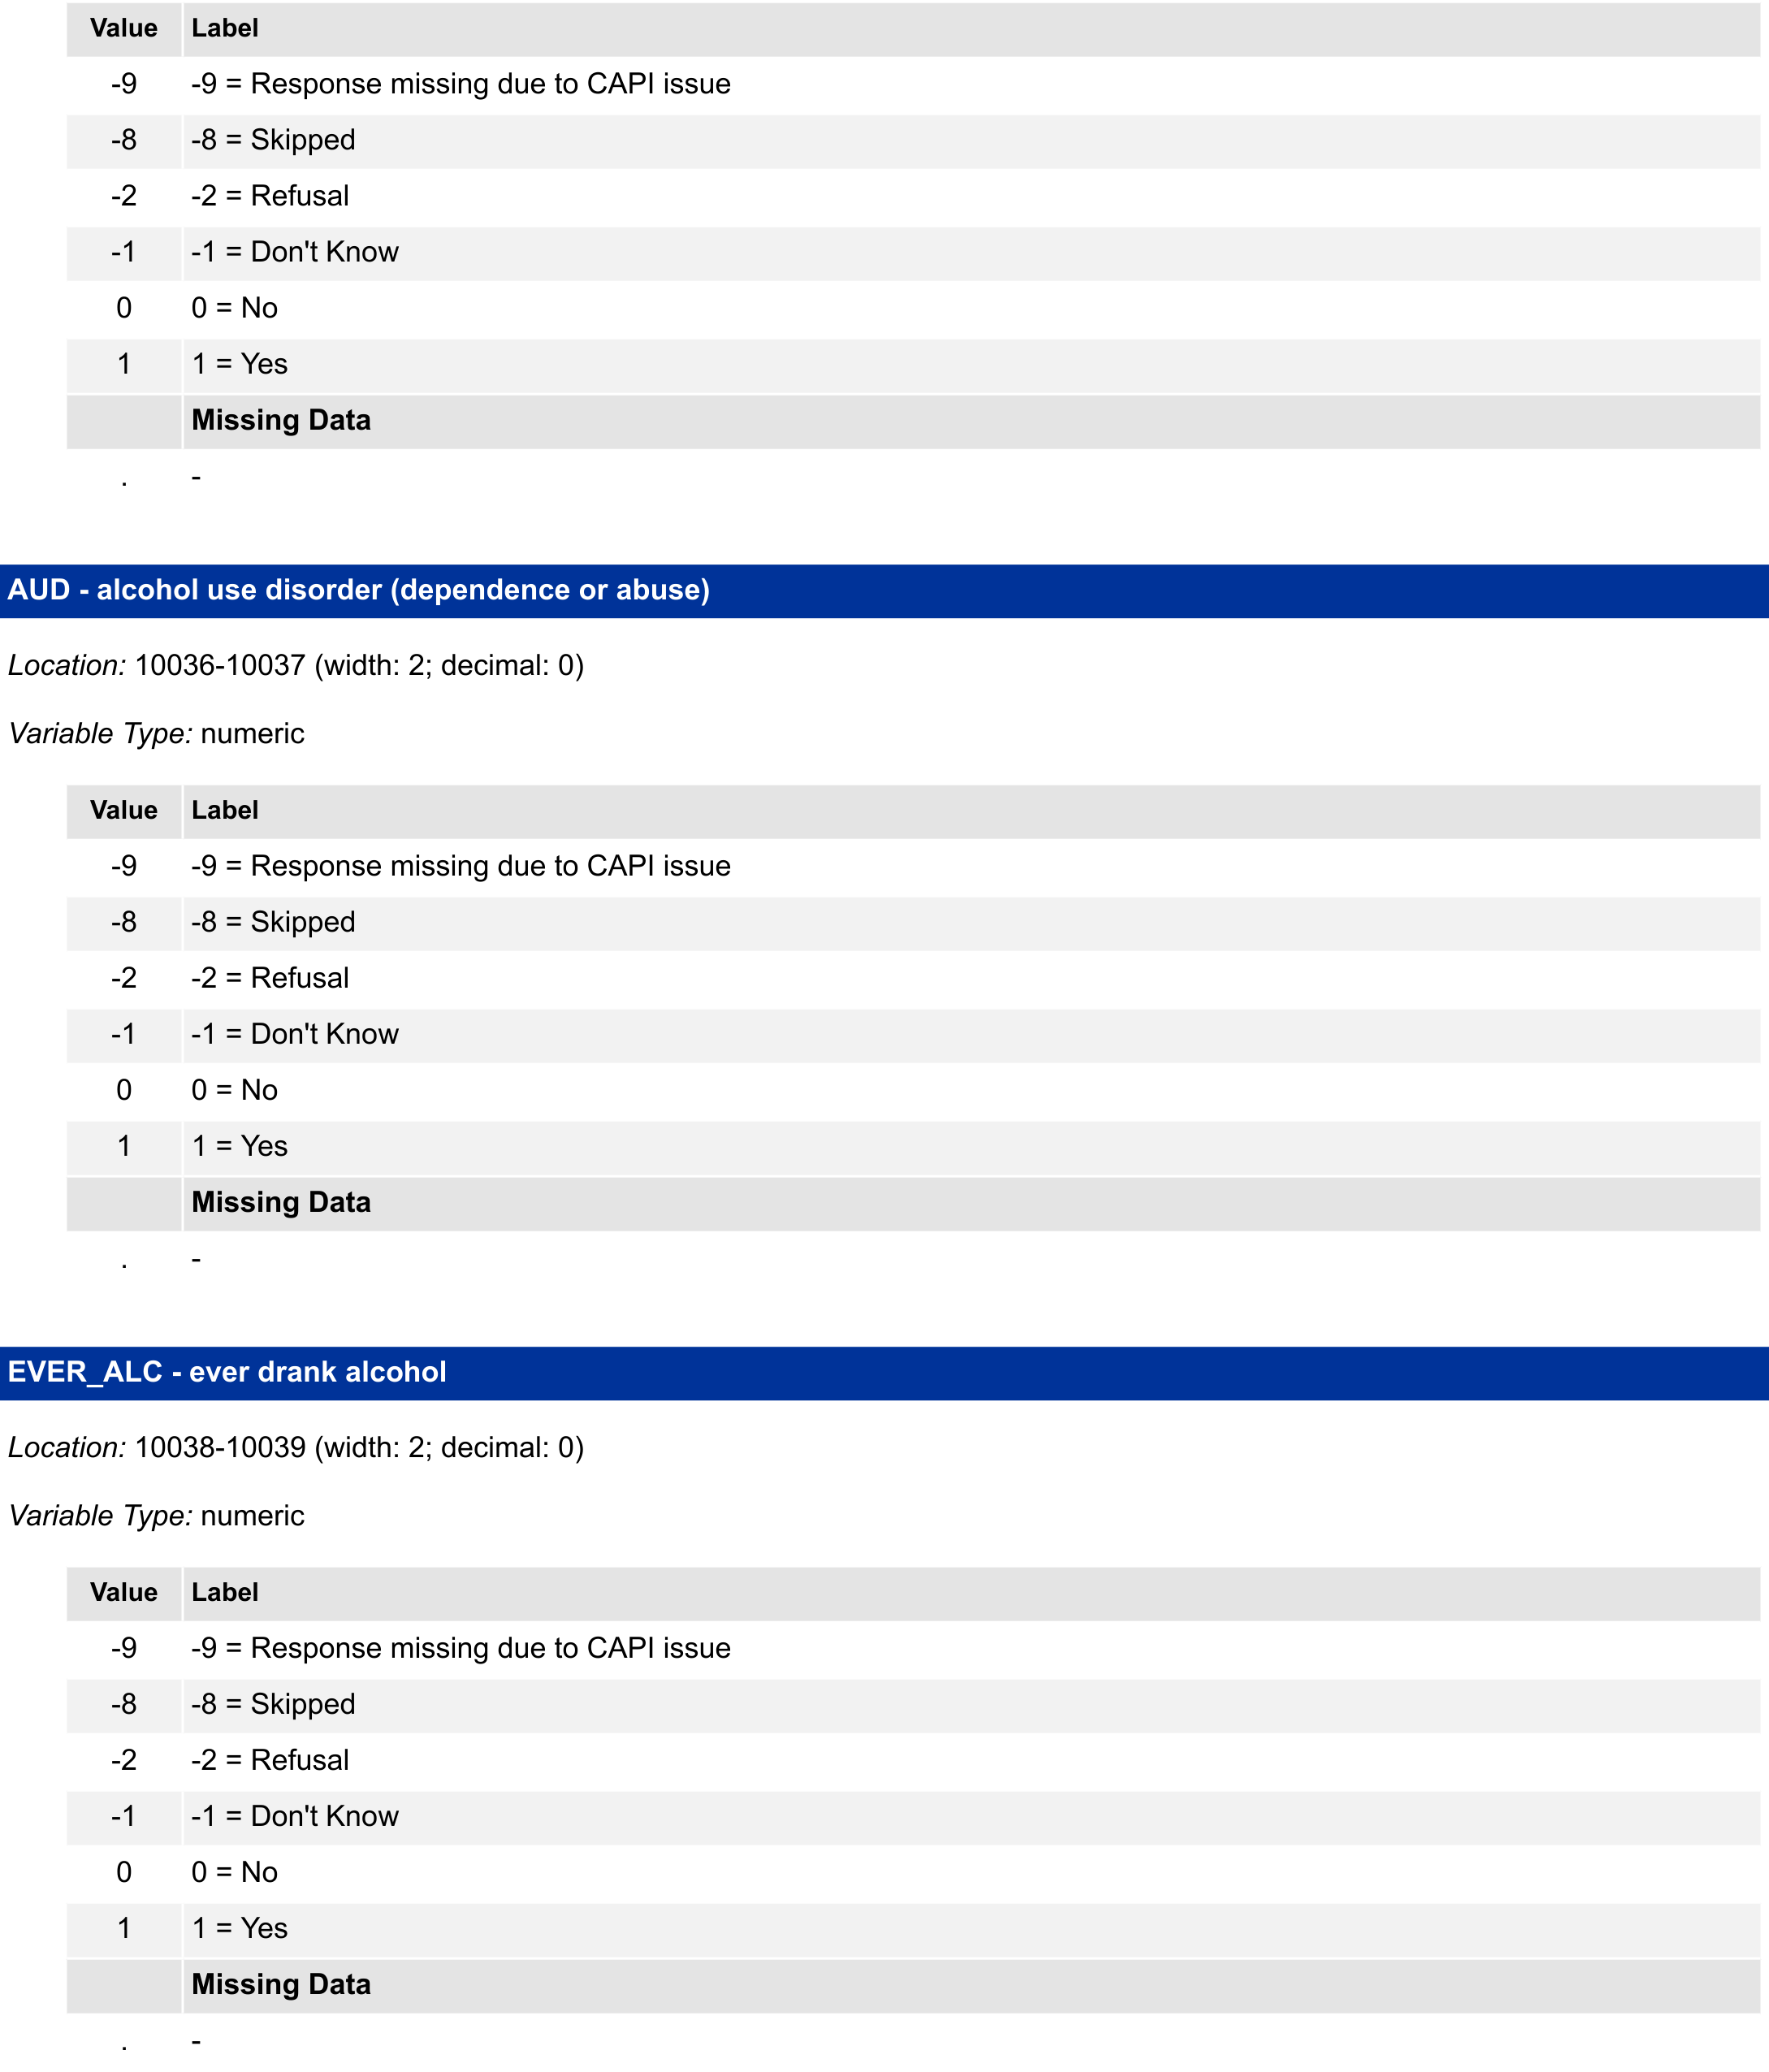 Value Label
-9 -9 = Response missing due to CAPI issue
-8 -8 = Skipped
-2 -2 = Refusal
-1 -1 = Don't Know
0 0 = No
1 1 = Yes
Missing Data
. -
AUD - alcohol use disorder (dependence or abuse)
Location: 10036-10037 (width: 2; decimal: 0)
Variable Type: numeric
Value Label
-9 -9 = Response missing due to CAPI issue
-8 -8 = Skipped
-2 -2 = Refusal
-1 -1 = Don't Know
0 0 = No
1 1 = Yes
Missing Data
. -
EVER_ALC - ever drank alcohol
Location: 10038-10039 (width: 2; decimal: 0)
Variable Type: numeric
Value Label
-9 -9 = Response missing due to CAPI issue
-8 -8 = Skipped
-2 -2 = Refusal
-1 -1 = Don't Know
0 0 = No
1 1 = Yes
Missing Data
. -